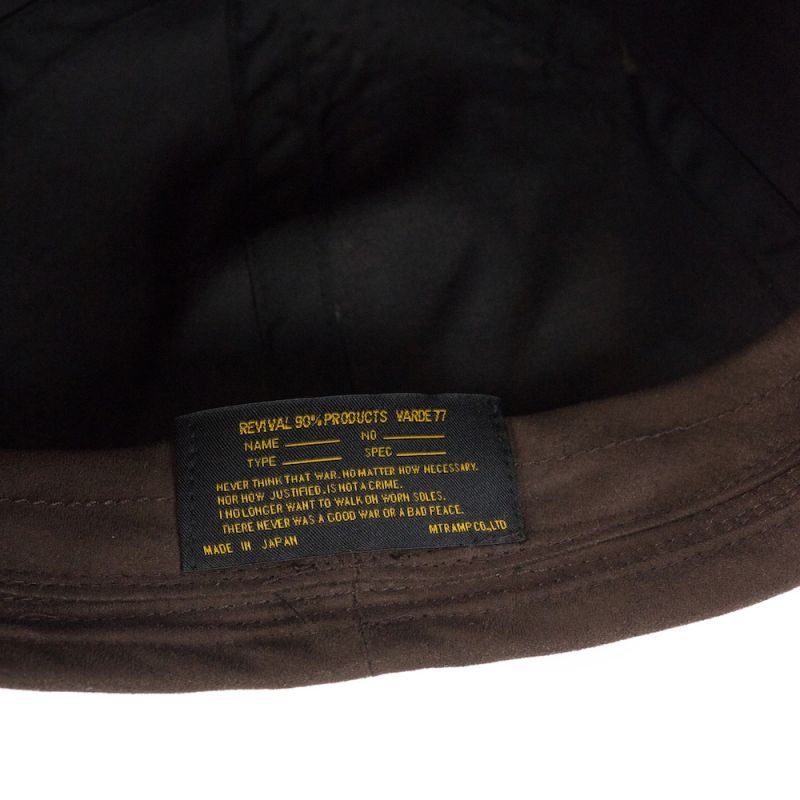 REVIVAL 90% PRODUCTS VARDE 77
NAME NO
TYPE SPEC
NEVER THINK THAT WAR. NO MATTER HOW NECESSARY.
NOR HOW JUSTIFIED. IS NOT A CRIME.
I NO LONGER WANT TO WALK ON WORN SOLES.
THERE NEVER WAS A GOOD WAR OR A BAD PEACE.
MADE IN JAPAN MTRAMP CO.,LTD